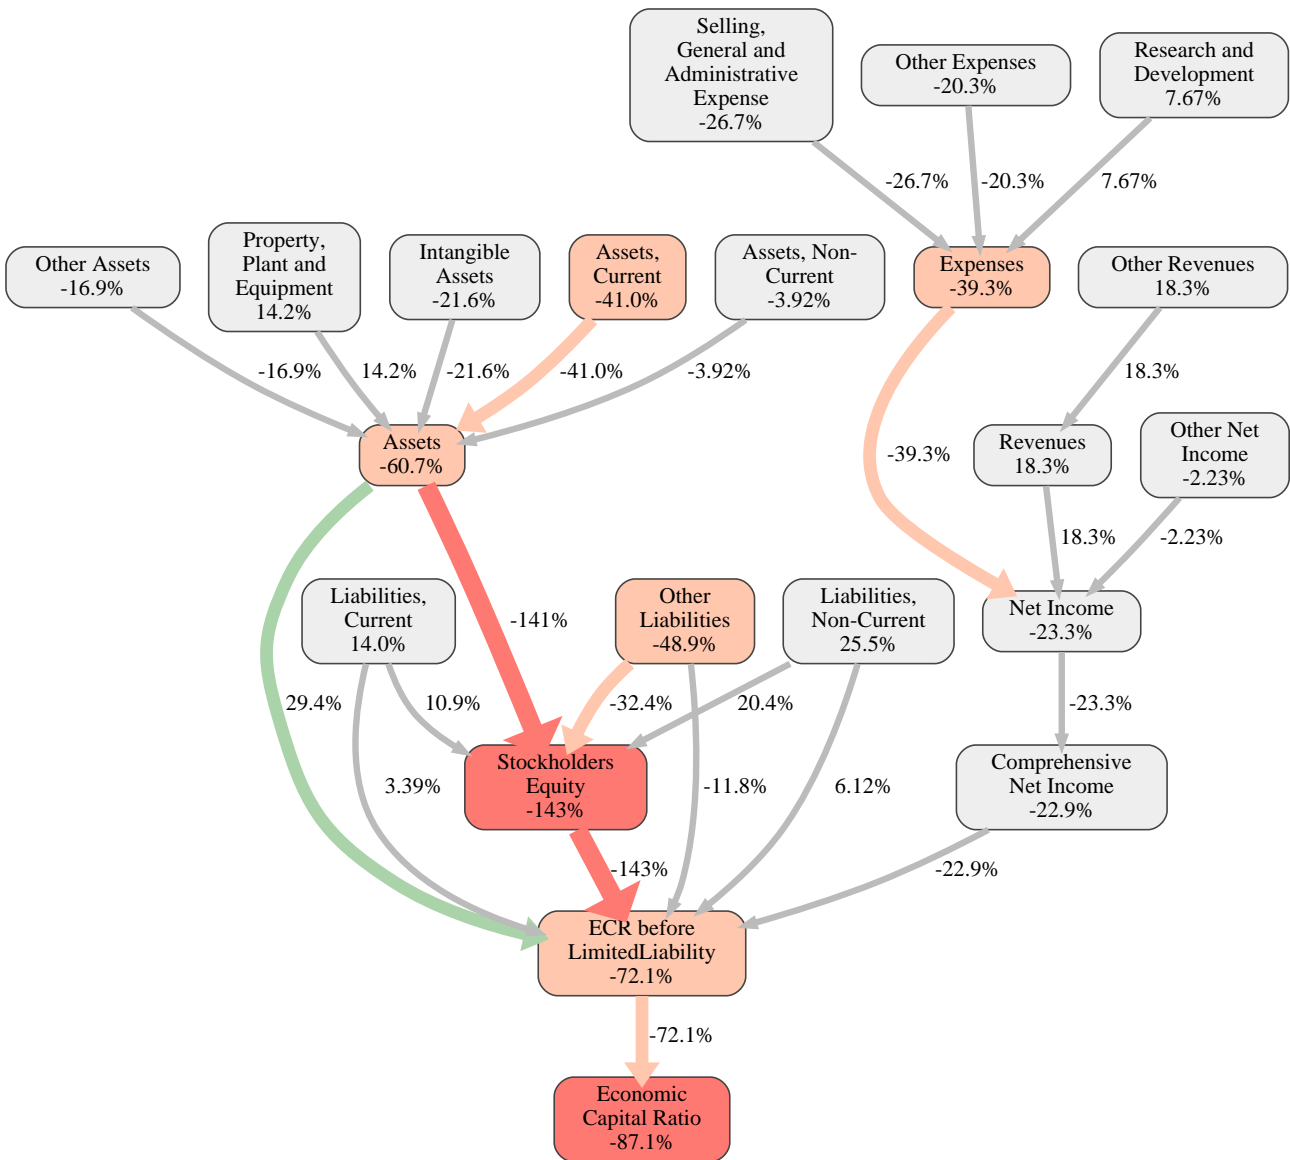 Selling,
General and
Administrative
Expense
-26.7%
Other Expenses
-20.3%
Research and
Development
7.67%
-26.7%
-20.3%
7.67%
Other Assets
-16.9%
Property,
Plant and
Equipment
14.2%
Intangible
Assets
-21.6%
Assets,
Current
-41.0%
Assets, Non-
Current
-3.92%
Expenses
-39.3%
Other Revenues
18.3%
-16.9%
14.2%
-21.6%
-41.0%
-3.92%
18.3%
Assets
-60.7%
-39.3%
Revenues
18.3%
Other Net
Income
-2.23%
18.3%
-2.23%
Liabilities,
Current
14.0%
-141%
Other
Liabilities
-48.9%
Liabilities,
Non-Current
25.5%
Net Income
-23.3%
29.4%
10.9%
-32.4%
20.4%
-23.3%
Stockholders
Equity
-143%
3.39%
-11.8%
6.12%
Comprehensive
Net Income
-22.9%
-143%
-22.9%
ECR before
LimitedLiability
-72.1%
-72.1%
Economic
Capital Ratio
-87.1%